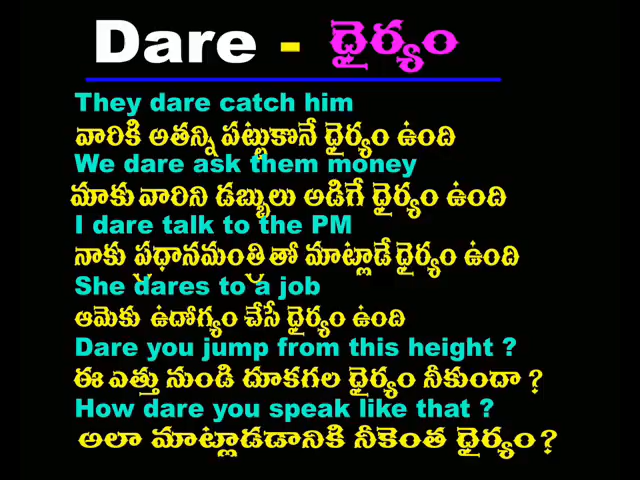 Dare - ధైర్యం
They dare catch him
వారికి అతన్ని పట్టుకొనే ధైర్యం ఉంది
We dare ask them money
మాకు వారిని డబ్బులు అడిగే ధైర్యం ఉంది
I dare talk to the PM
నాకు ప్రధానమంత్రితో మాట్లాడే ధైర్యం ఉంది
She dares to a job
ఆమెకు ఉద్యోగం చేసే ధైర్యం ఉంది
Dare you jump from this height ?
ఈ ఎత్తు నుండి దూకగల ధైర్యం నీకుందా ?
How dare you speak like that ?
అలా మాట్లాడడానికి నీకెంత ధైర్యం?